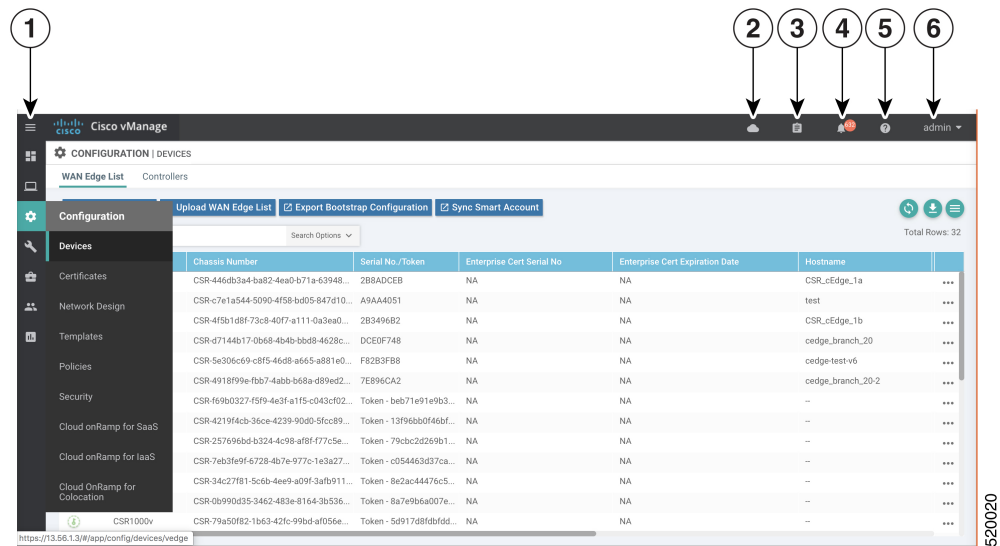 1 2 3 4 5 6
cisco Cisco vManage 632 admin
CONFIGURATION | DEVICES
WAN Edge List Controllers
Upload WAN Edge List Export Bootstrap Configuration Sync Smart Account
Search Options
Total Rows: 32
Configuration
Devices
Certificates
Network Design
Templates
Policies
Security
Cloud onRamp for SaaS
Cloud onRamp for IaaS
Cloud OnRamp for
Colocation
Chassis Number Serial No./Token Enterprise Cert Serial No Enterprise Cert Expiration Date Hostname
CSR-446db3a4-ba82-4ea0-b71a-63948... 2B8ADCEB NA NA CSR_cEdge_1a ...
CSR-c7e1a544-5090-4f58-bd05-847d10... A9AA4051 NA NA test ...
CSR-4f5b1d8f-73c8-40f7-a111-0a3ea0... 2B3496B2 NA NA CSR_cEdge_1b ...
CSR-d7144b17-0b68-4b4b-bbd8-4628c... DCE0F748 NA NA cedge_branch_20 ...
CSR-5e306c69-c8f5-46d8-a665-a881e0... F82B3FB8 NA NA cedge-test-v6 ...
CSR-4918f99e-fbb7-4abb-b68a-d89ed2... 7E896CA2 NA NA cedge_branch_20-2 ...
CSR-f69b0327-f5f9-4e3f-a1f5-c043cf02... Token - beb71e91e9b3... NA NA -- ...
CSR-4219f4cb-36ce-4239-90d0-5fcc89... Token - 13f96bb0f46bf... NA NA -- ...
CSR-257696bd-b324-4c98-af8f-f77c5e... Token - 79cbc2d269b1... NA NA -- ...
CSR-7eb3fe9f-6728-4b7e-977c-1e3a27... Token - c054463d37ca... NA NA -- ...
CSR-34c27f81-5c6b-4ee9-a09f-3afb911... Token - 8e2ac44476c5... NA NA -- ...
CSR-0b990d35-3462-483e-8164-3b536... Token - 8a7e9b6a007e... NA NA -- ...
CSR1000v CSR-79a50f82-1b63-42fc-99bd-af056e... Token - 5d917d8fdbfdd... NA NA -- ...
https://13.56.1.3/#/app/config/devices/vedge
520020